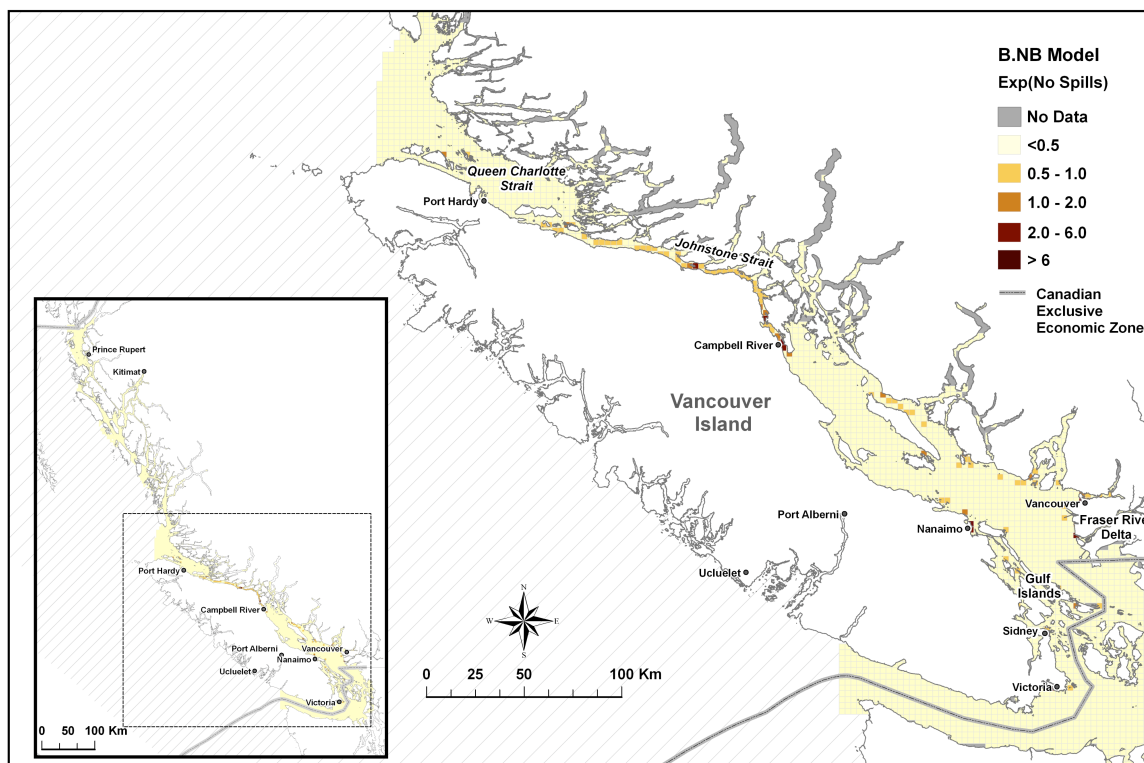 B.NB Model
Exp(No Spills)
No Data
<0.5
0.5 - 1.0
1.0 - 2.0
2.0 - 6.0
> 6
Canadian
Exclusive
Economic Zone
Queen Charlotte
Strait
Port Hardy
Johnstone Strait
Campbell River
Vancouver
Island
Port Alberni
Nanaimo
Vancouver
Fraser Rive
Delta
Ucluelet
Gulf
Islands
Sidney
Victoria
N
W
E
S
0 50 100 Km
Prince Rupert
Kitimat
Port Hardy
Campbell River
Port Alberni
Vancouver
Nanaimo
Ucluelet
Victoria
0 50 100 Km